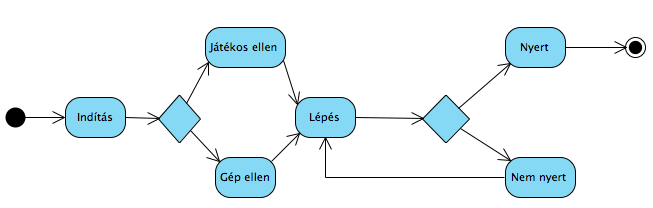 Játékos ellen
Nyert
Indítás
Lépés
Gép ellen
Nem nyert